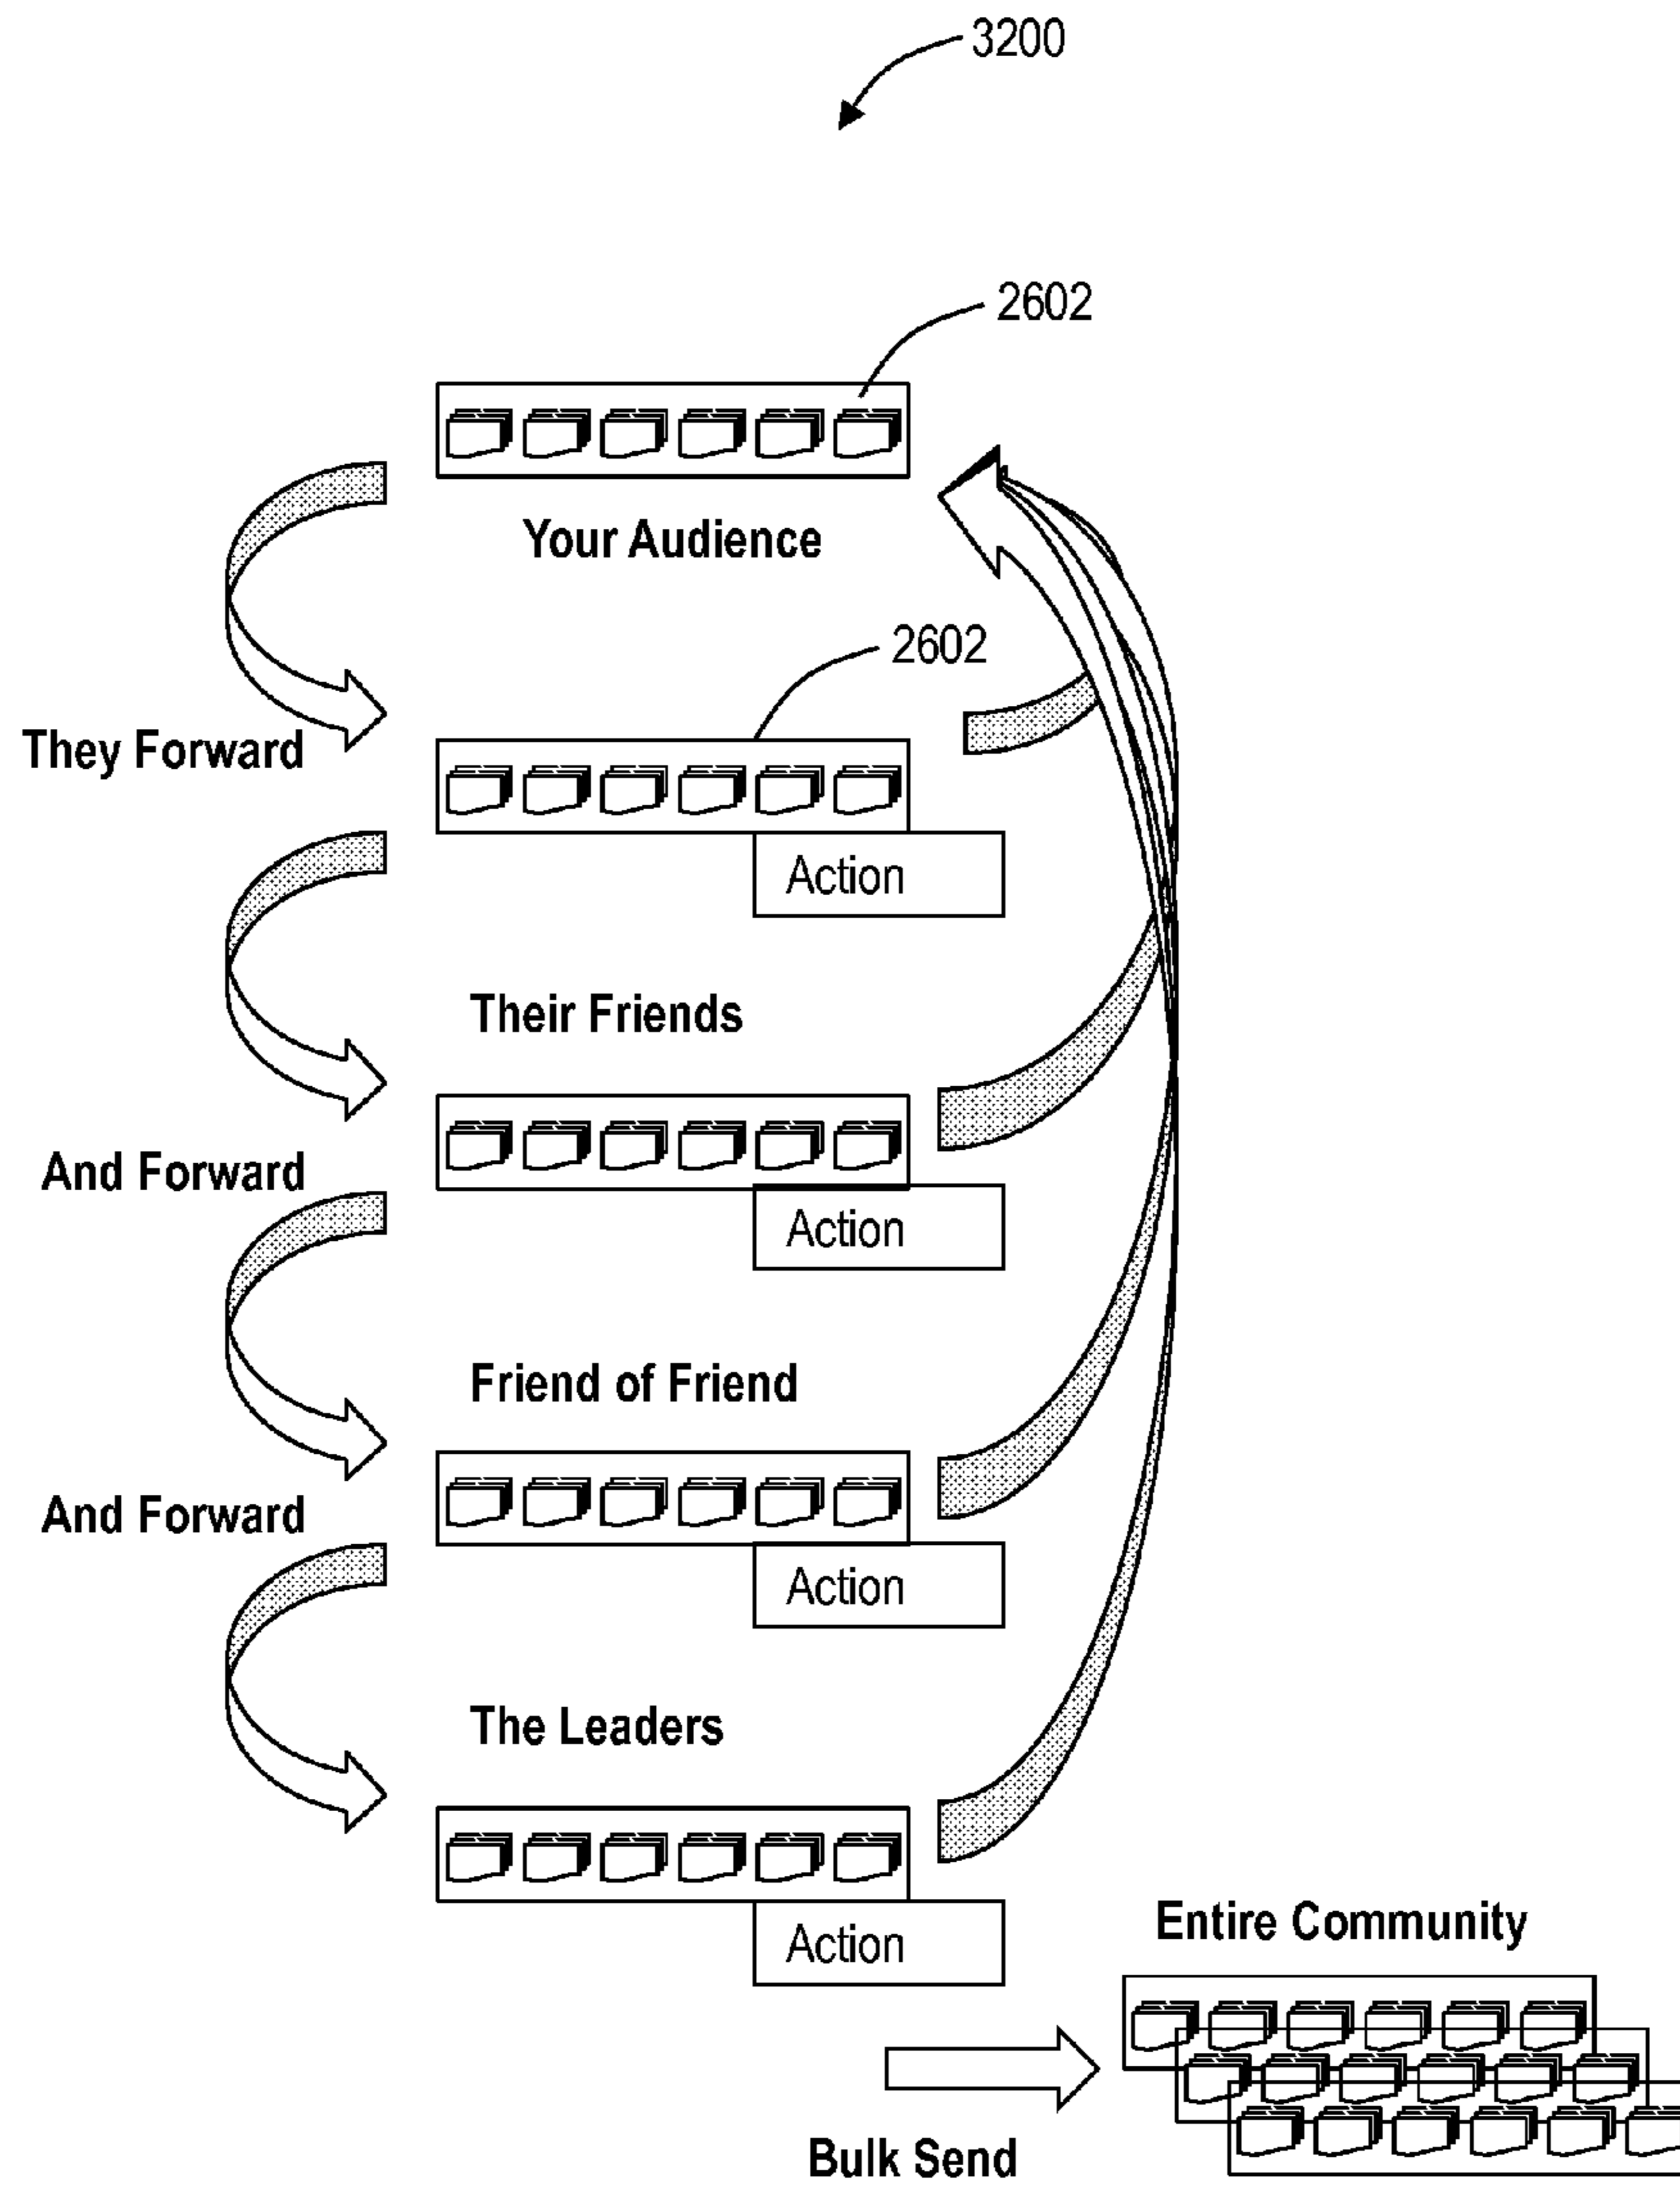 3200
2602
Your Audience
2602
They Forward
Action
Their Friends
And Forward
Action
Friend of Friend
And Forward
Action
The Leaders
Action
Entire Community
Bulk Send